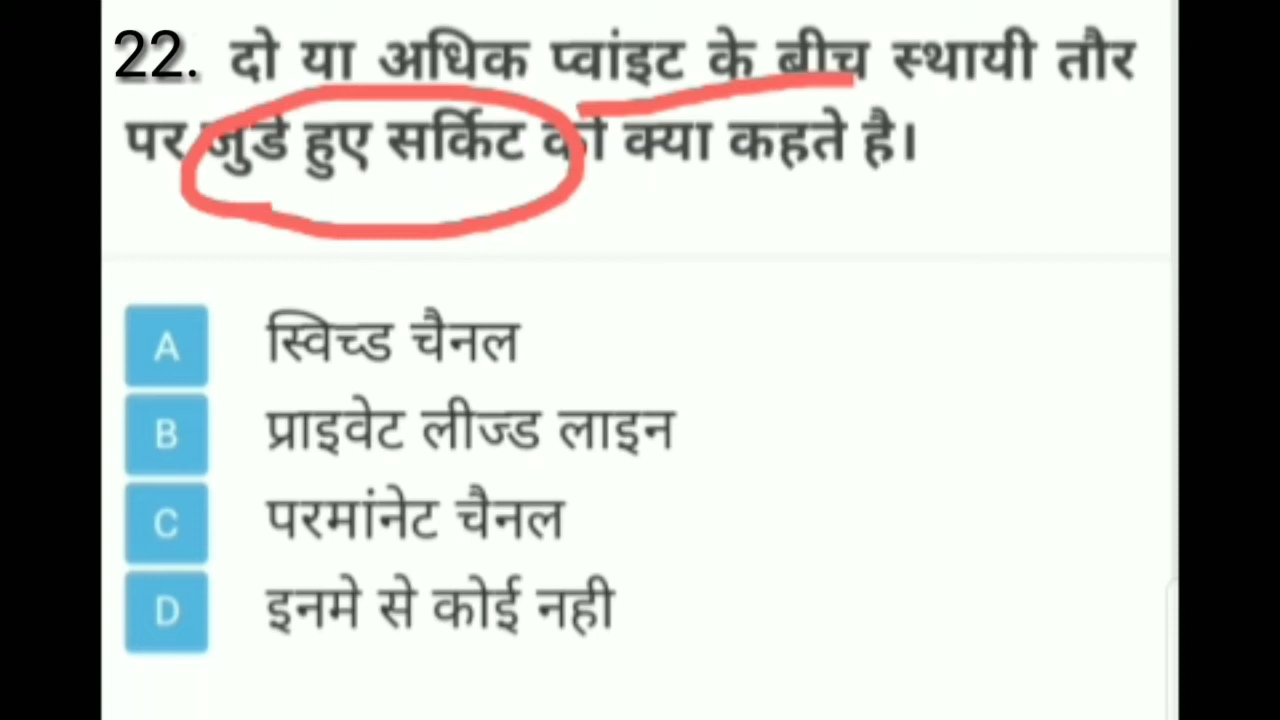 22. दो या अधिक प्वांइट के बीच स्थायी तौर
पर जुडे हुए सर्किट को क्या कहते है।
A स्विच्ड चैनल
B प्राइवेट लीज्ड लाइन
C परमांनेट चैनल
D इनमे से कोई नही